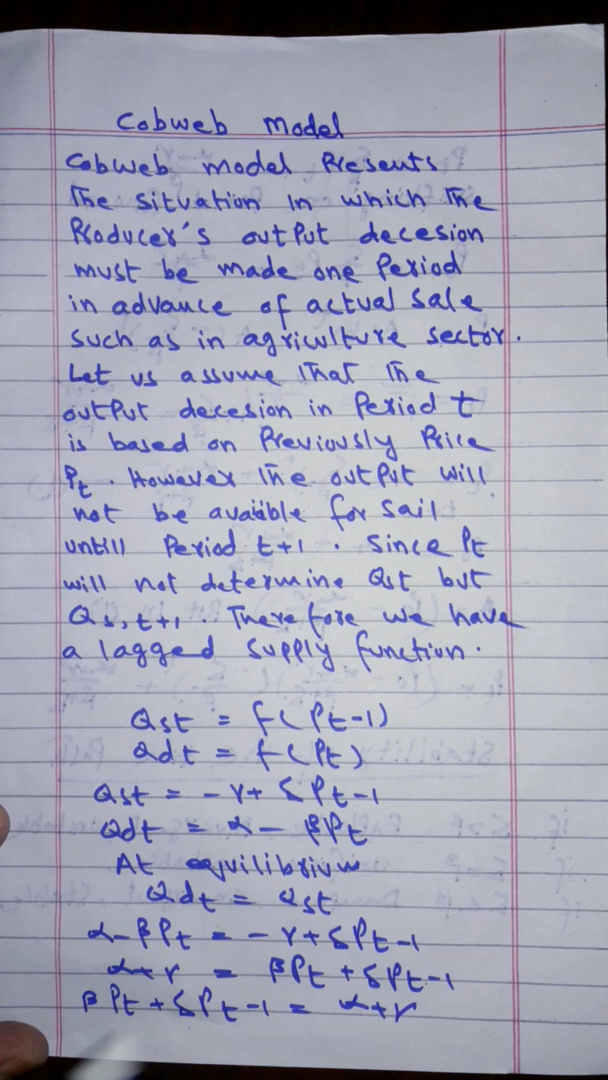 Cobweb Model
Cobweb model Presents
The situation in which The
Producer's output decesion
must be made one Period
in advance of actual sale
such as in agriculture sector.
Let us assume That The
output decesion in Period t
is based on Previously Price
Pt. However The output will
not be avaiible for sail
untill Period t+1. since Pt
will not determine Qst but
Qs,t+1. Therefore we have
a lagged supply function.
Qst = f(Pt-1)
Qdt = f(Pt)
Qst = -γ+ δPt-1
Qdt = α- βPt
At equilibrium
Qdt = Qst
α-βPt = -γ+δPt-1
α+γ = βPt+δPt-1
βPt+δPt-1 = α+γ